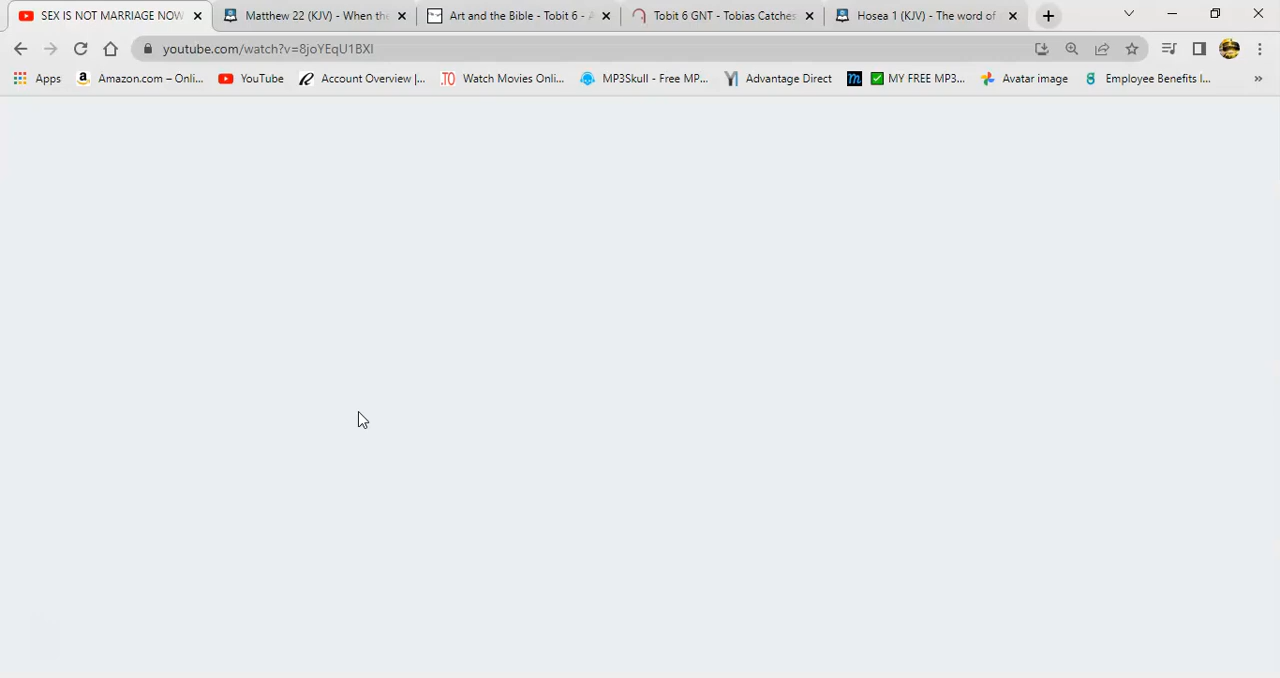 SEX IS NOT MARRIAGE NOW
Matthew 22 (KJV) - When the
Art and the Bible - Tobit 6 -
Tobit 6 GNT - Tobias Catches
Hosea 1 (KJV) - The word of
youtube.com/watch?v=8joYEqU1BXI
Apps
Amazon.com – Onli...
YouTube
Account Overview |...
Watch Movies Onli...
MP3Skull - Free MP...
Advantage Direct
MY FREE MP3...
Avatar image
Employee Benefits I...